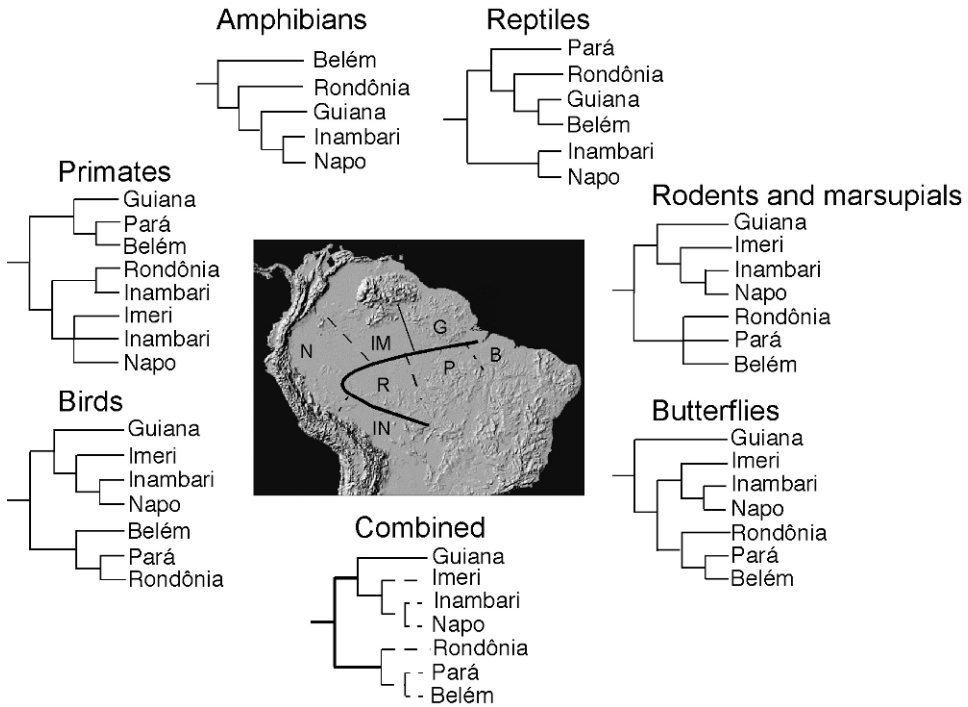 Amphibians
Belém
Rondônia
Guiana
Inambari
Napo
Reptiles
Pará
Rondônia
Guiana
Belém
Inambari
Napo
Primates
Guiana
Pará
Belém
Rondônia
Inambari
Imeri
Inambari
Napo
Rodents and marsupials
Guiana
Imeri
Inambari
Napo
Rondônia
Pará
Belém
N
IM
G
R
P
B
IN
Birds
Guiana
Imeri
Inambari
Napo
Belém
Pará
Rondônia
Butterflies
Guiana
Imeri
Inambari
Napo
Rondônia
Pará
Belém
Combined
Guiana
Imeri
Inambari
Napo
Rondônia
Pará
Belém